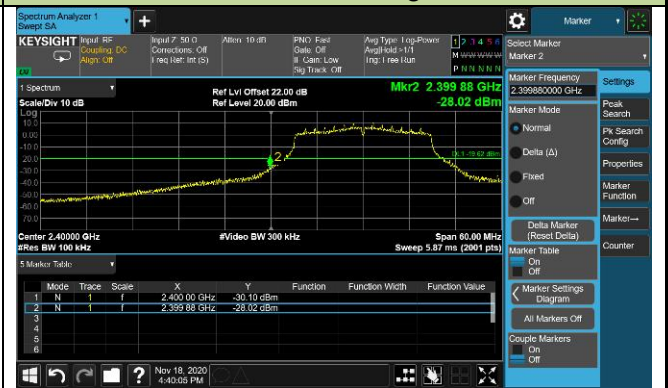 Spectrum Analyzer 1
Swept SA
+
Marker
KEYSIGHT
Input: RF
Coupling: DC
Align: Off
Input Z: 50 Ω
Corrections: Off
Freq Ref: Int (S)
Atten: 10 dB
PNO: Fast
Gate: Off
IF Gain: Low
Sig Track: Off
Avg Type: Log-Power
Avg|Hold: >1/1
Trig: Free Run
1 2 3 4 5 6
M W W W W W
P N N N N N
Select Marker
Marker 2
Marker Frequency
2.399880000 GHz
Settings
1 Spectrum
Scale/Div 10 dB
Log
Ref Lvl Offset 22.00 dB
Ref Level 20.00 dBm
Mkr2 2.399 88 GHz
-28.02 dBm
10.0
0.00
-10.0
-20.0
-30.0
-40.0
-50.0
-60.0
-70.0
2
DL1 -19.62 dBm
Center 2.40000 GHz
#Res BW 100 kHz
#Video BW 300 kHz
Span 60.00 MHz
Sweep 5.87 ms (2001 pts)
Marker Mode
Normal
Delta (Δ)
Fixed
Off
Delta Marker
(Reset Delta)
Marker Table
On
Off
Marker Settings
Diagram
All Markers Off
Couple Markers
On
Off
Peak
Search
Pk Search
Config
Properties
Marker
Function
Marker→
Counter
5 Marker Table
Mode Trace Scale X Y Function Function Width Function Value
1 N 1 f 2.400 00 GHz -30.10 dBm
2 N 1 f 2.399 88 GHz -28.02 dBm
3
4
5
6
?
Nov 18, 2020
4:40:05 PM